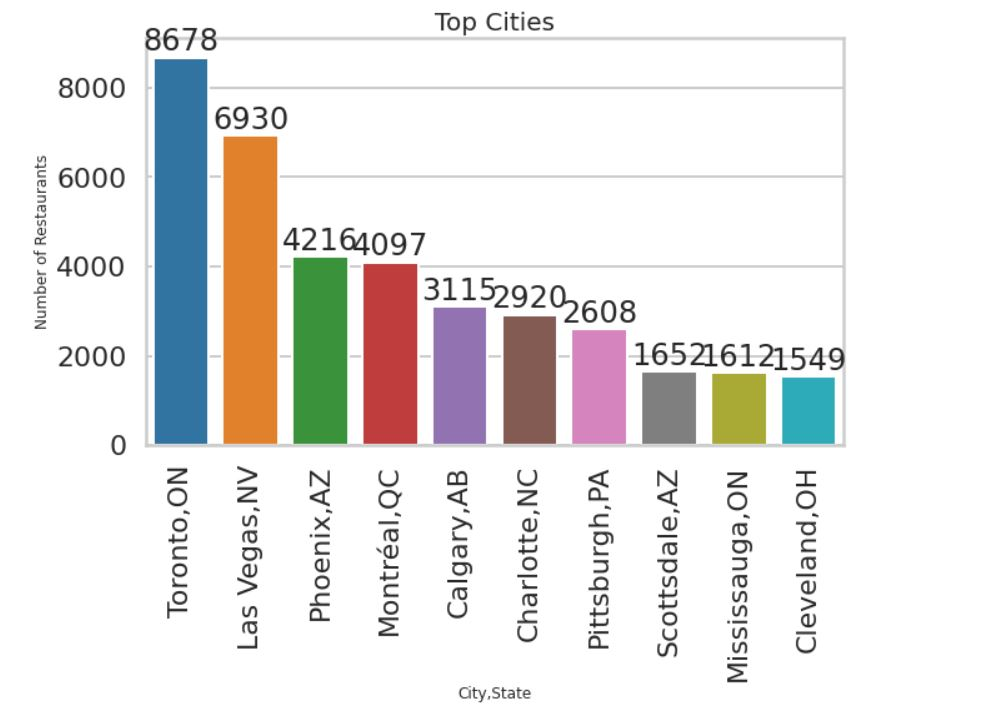 Top Cities
8678
6930
4216
4097
3115
2920
2608
1652
1612
1549
Number of Restaurants
8000
6000
4000
2000
0
Toronto,ON
Las Vegas,NV
Phoenix,AZ
Montréal,QC
Calgary,AB
Charlotte,NC
Pittsburgh,PA
Scottsdale,AZ
Mississauga,ON
Cleveland,OH
City,State